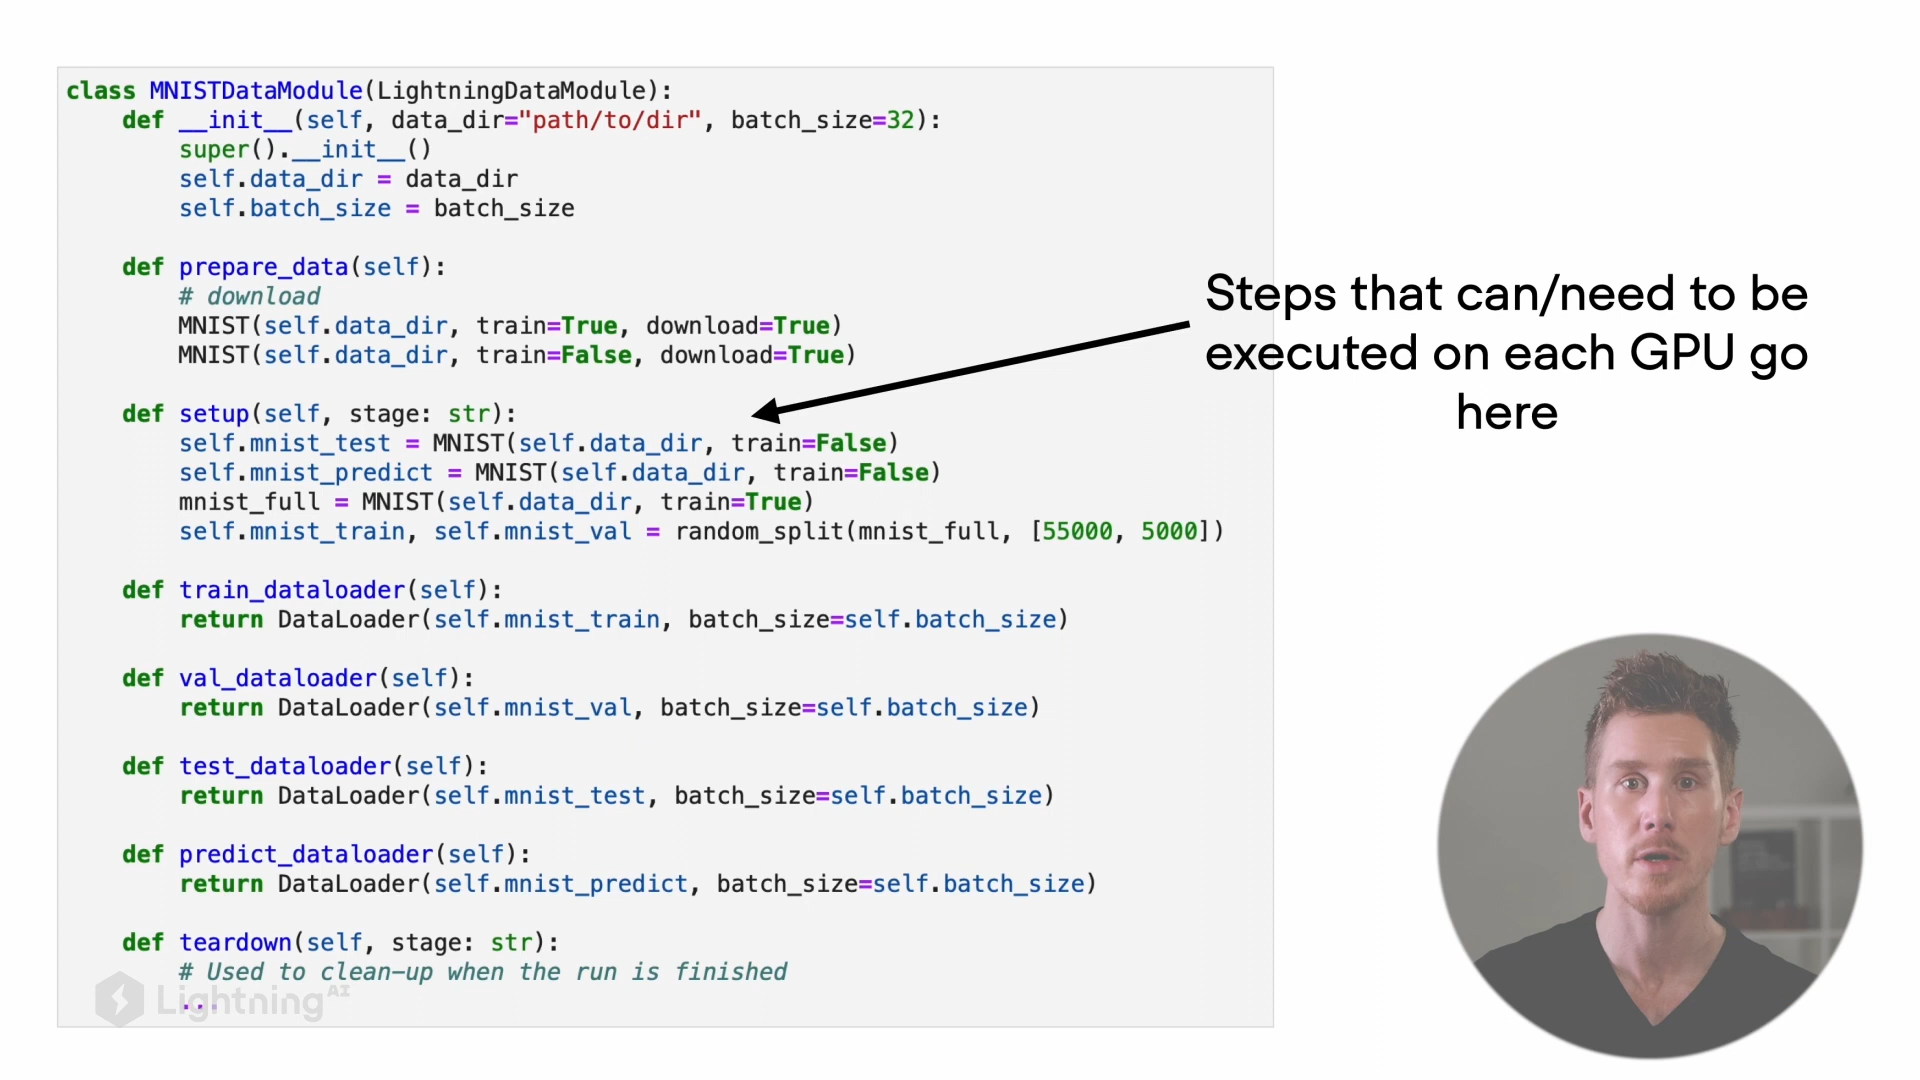 class MNISTDataModule(LightningDataModule):
    def __init__(self, data_dir="path/to/dir", batch_size=32):
        super().__init__()
        self.data_dir = data_dir
        self.batch_size = batch_size

    def prepare_data(self):
        # download
        MNIST(self.data_dir, train=True, download=True)
        MNIST(self.data_dir, train=False, download=True)

    def setup(self, stage: str):
        self.mnist_test = MNIST(self.data_dir, train=False)
        self.mnist_predict = MNIST(self.data_dir, train=False)
        mnist_full = MNIST(self.data_dir, train=True)
        self.mnist_train, self.mnist_val = random_split(mnist_full, [55000, 5000])

    def train_dataloader(self):
        return DataLoader(self.mnist_train, batch_size=self.batch_size)

    def val_dataloader(self):
        return DataLoader(self.mnist_val, batch_size=self.batch_size)

    def test_dataloader(self):
        return DataLoader(self.mnist_test, batch_size=self.batch_size)

    def predict_dataloader(self):
        return DataLoader(self.mnist_predict, batch_size=self.batch_size)

    def teardown(self, stage: str):
        # Used to clean-up when the run is finished
        ...
Lightning AI
Steps that can/need to be
executed on each GPU go
here